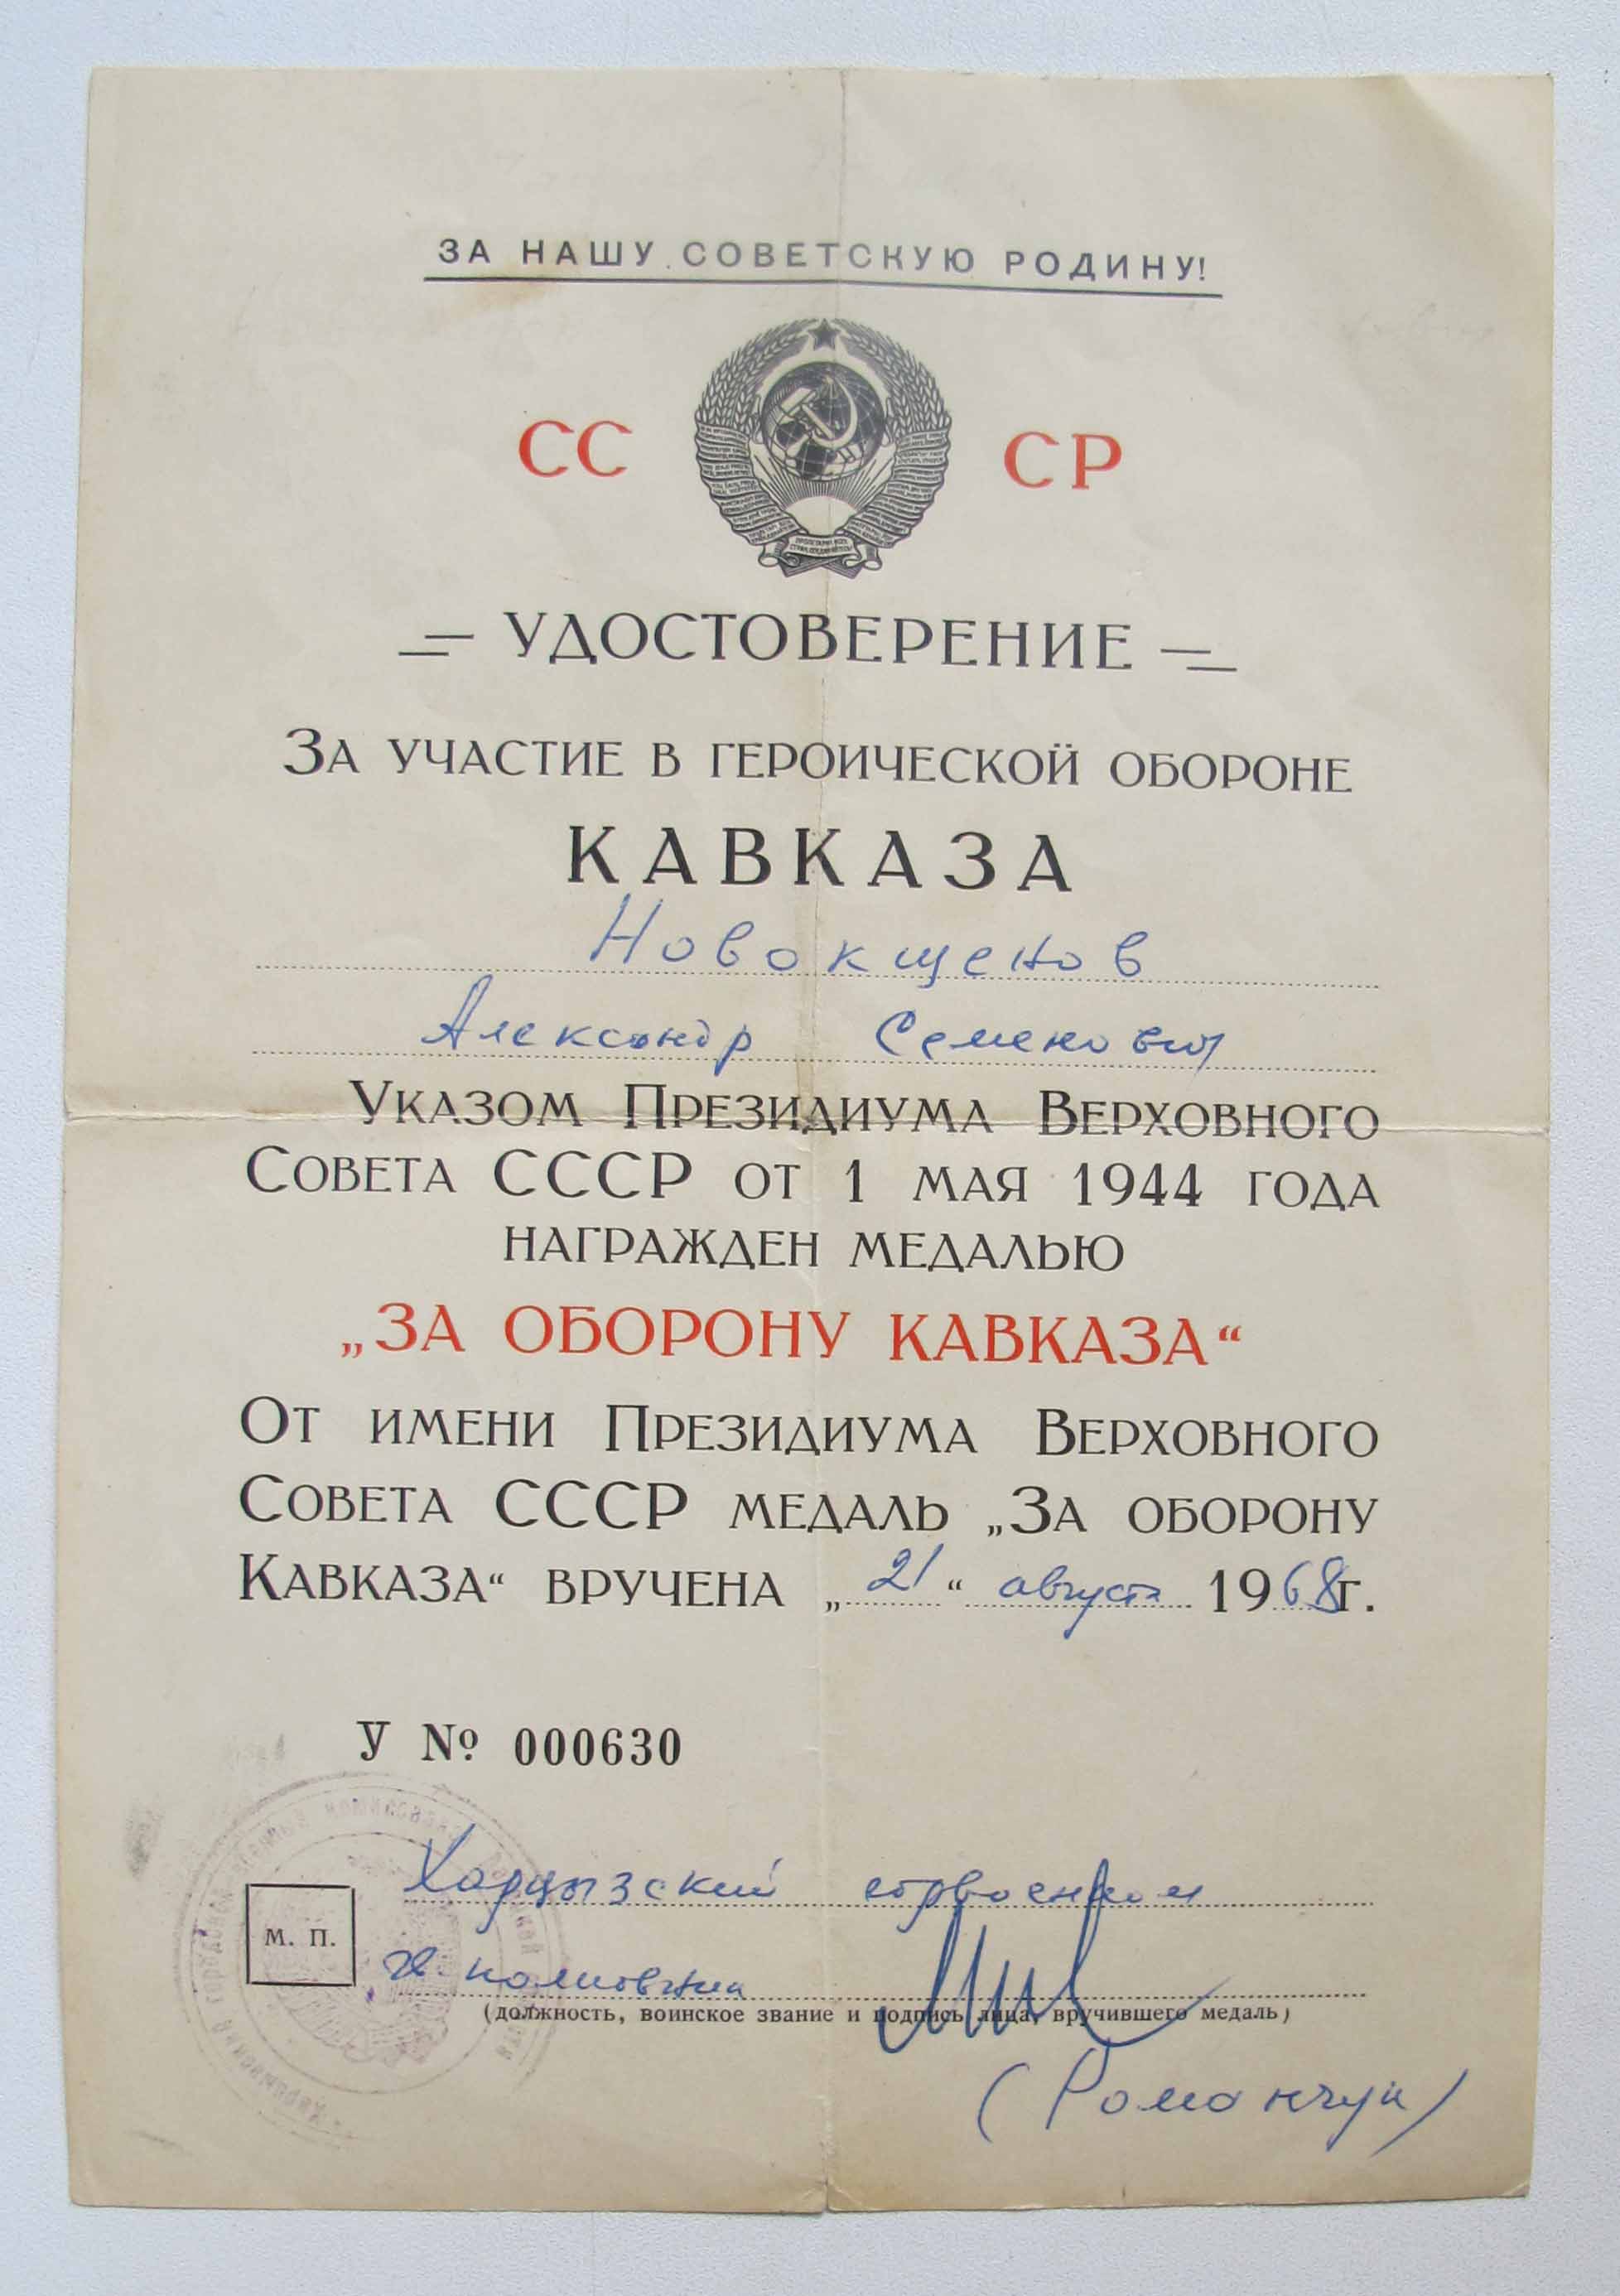 ЗА НАШУ СОВЕТСКУЮ РОДИНУ!
СС СР
УДОСТОВЕРЕНИЕ
ЗА УЧАСТИЕ В ГЕРОИЧЕСКОЙ ОБОРОНЕ
КАВКАЗА
Новокщенов
Александр Семенович
УКАЗОМ ПРЕЗИДИУМА ВЕРХОВНОГО
СОВЕТА СССР ОТ 1 МАЯ 1944 ГОДА
НАГРАЖДЕН МЕДАЛЬЮ
„ЗА ОБОРОНУ КАВКАЗА“
ОТ ИМЕНИ ПРЕЗИДИУМА ВЕРХОВНОГО
СОВЕТА СССР МЕДАЛЬ „ЗА ОБОРОНУ
КАВКАЗА“ ВРУЧЕНА „21“ августа 1968г.
У № 000630
Харцызский горвоенком
М. П.
полковник
(должность, воинское звание и подпись лица, вручившего медаль)
(Романчук)